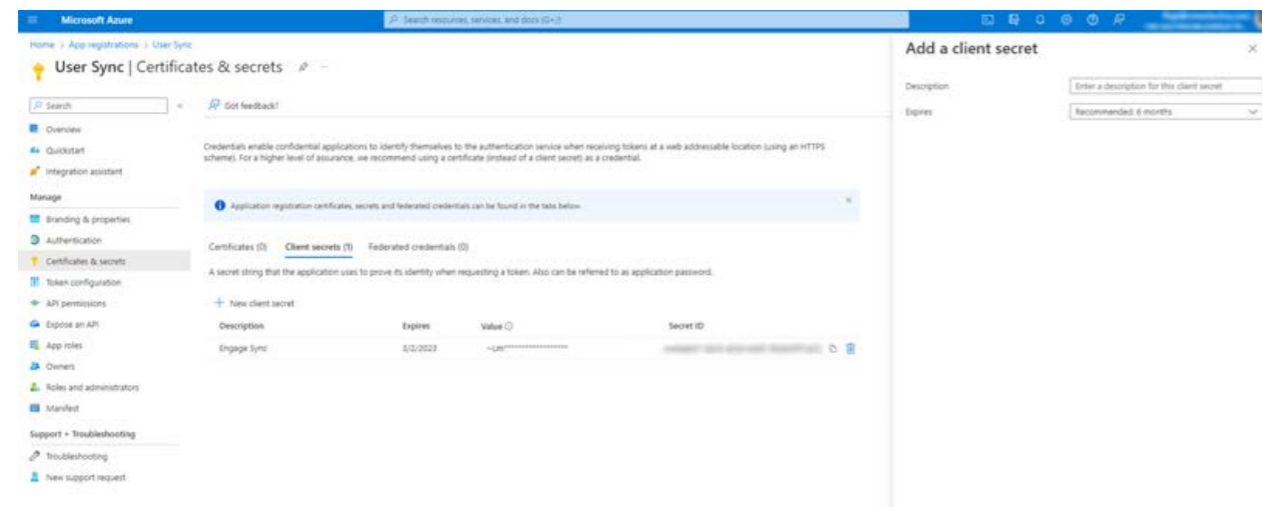 Microsoft Azure
Search resources, services, and docs (G+/)
Home > App registrations > User Sync
User Sync | Certificates & secrets
Search
Got feedback?
Overview
Quickstart
Integration assistant
Manage
Branding & properties
Authentication
Certificates & secrets
Token configuration
API permissions
Expose an API
App roles
Owners
Roles and administrators
Manifest
Support + Troubleshooting
Troubleshooting
New support request
Credentials enable confidential applications to identify themselves to the authentication service when receiving tokens at a web addressable location (using an HTTPS
scheme). For a higher level of assurance, we recommend using a certificate (instead of a client secret) as a credential.
Application registration certificates, secrets and federated credentials can be found in the tabs below.
Certificates (0) Client secrets (1) Federated credentials (0)
A secret string that the application uses to prove its identity when requesting a token. Also can be referred to as application password.
+ New client secret
Description Expires Value Secret ID
Engage Sync 3/2/2023
Add a client secret
Description Enter a description for this client secret
Expires Recommended: 6 months